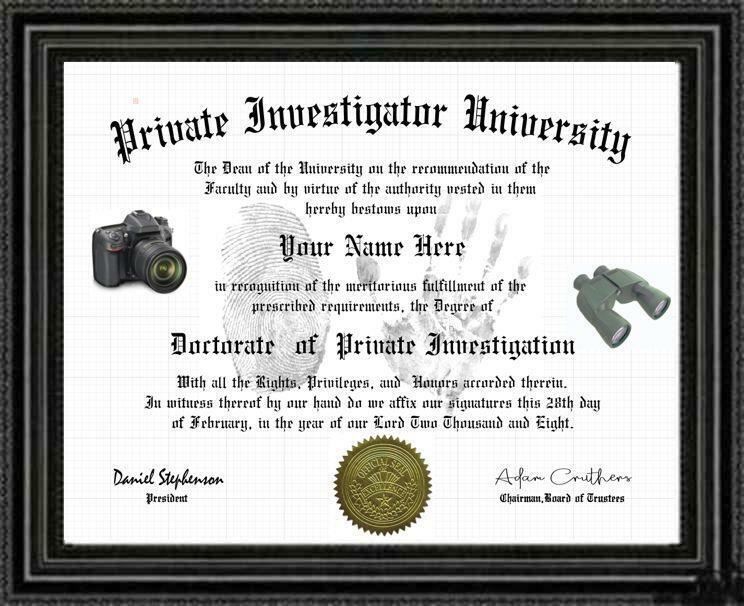 Private Investigator University
The Dean of the University on the recommendation of the
Faculty and by virtue of the authority vested in them
hereby bestows upon
Your Name Here
in recognition of the meritorious fulfillment of the
prescribed requirements, the Degree of
Doctorate of Private Investigation
With all the Rights, Privileges, and Honors accorded therein.
In witness thereof by our hand do we affix our signatures this 28th day
of February, in the year of our Lord Two Thousand and Eight.
OFFICIAL SEAL
EXCELLENCE
Daniel Stephenson
President
Adam Cruthers
Chairman,Board of Trustees